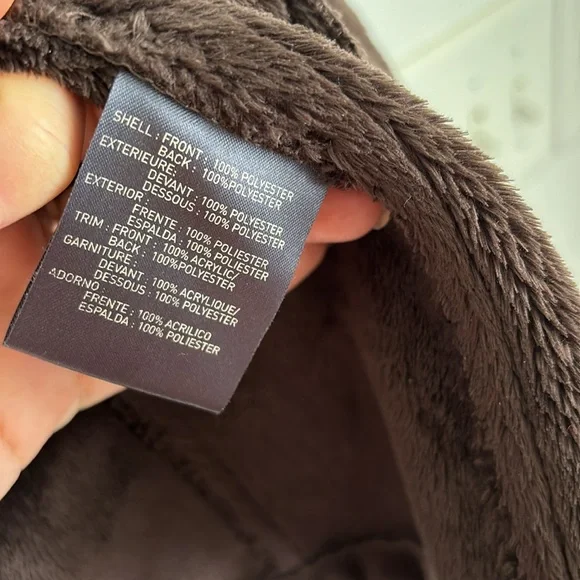 SHELL : FRONT : 100% POLYESTER
BACK : 100%POLYESTER
EXTERIEURE:
DEVANT : 100% POLYESTER
DESSOUS : 100% POLYESTER
EXTERIOR :
FRENTE : 100% POLIESTER
ESPALDA : 100% POLIESTER
TRIM : FRONT : 100% ACRYLIC/
BACK : 100%POLYESTER
GARNITURE :
DEVANT : 100% ACRYLIQUE/
DESSOUS : 100% POLYESTER
ADORNO :
FRENTE : 100% ACRILICO
ESPALDA : 100% POLIESTER